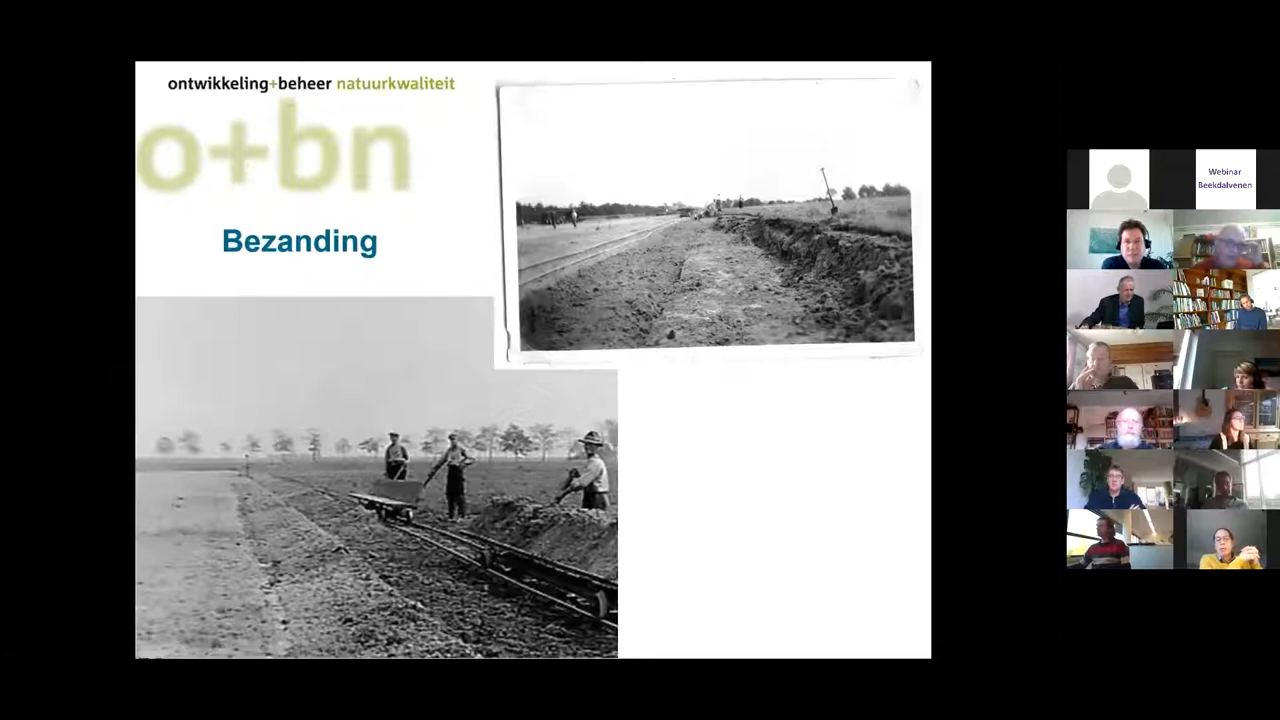 ontwikkeling+beheer natuurkwaliteit
o+bn
Bezanding
Webinar
Beekdalvenen